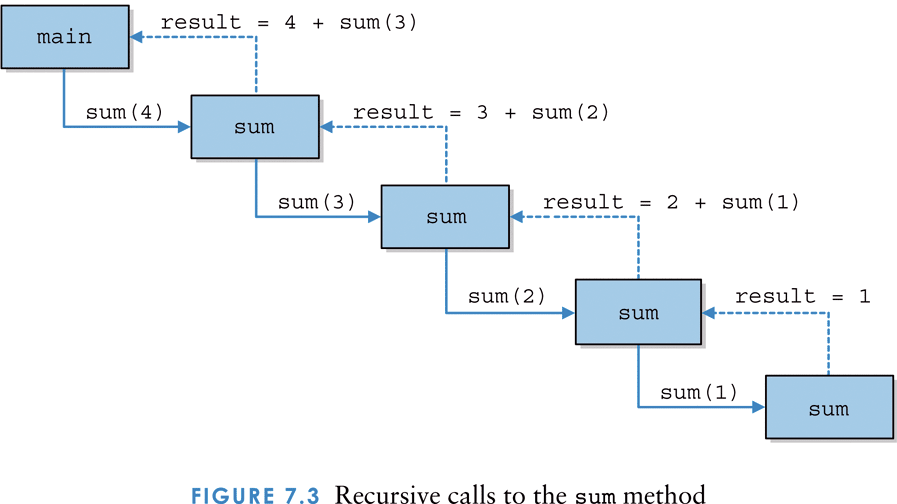 main
result = 4 + sum(3)
sum(4)
sum
result = 3 + sum(2)
sum(3)
sum
result = 2 + sum(1)
sum(2)
sum
result = 1
sum(1)
sum
FIGURE 7.3 Recursive calls to the sum method